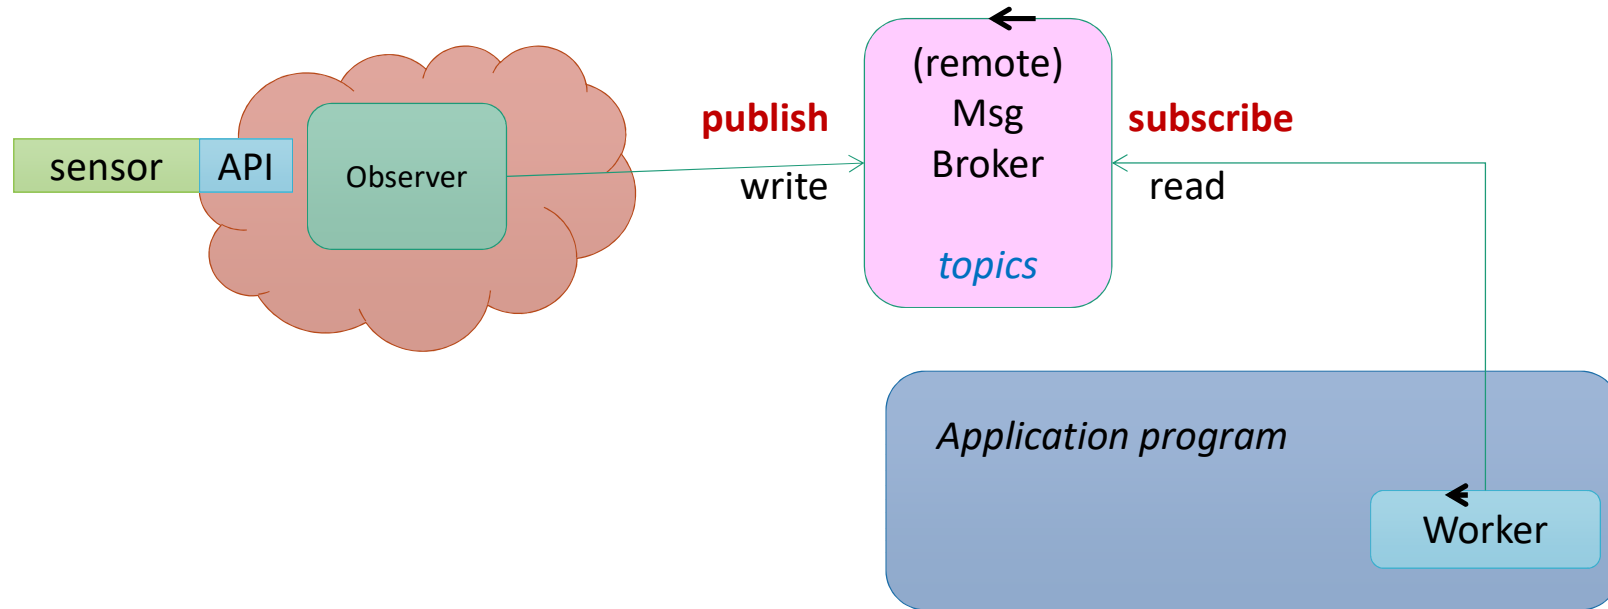 sensor
API
Observer
publish
write
(remote)
Msg
Broker
topics
subscribe
read
Application program
Worker